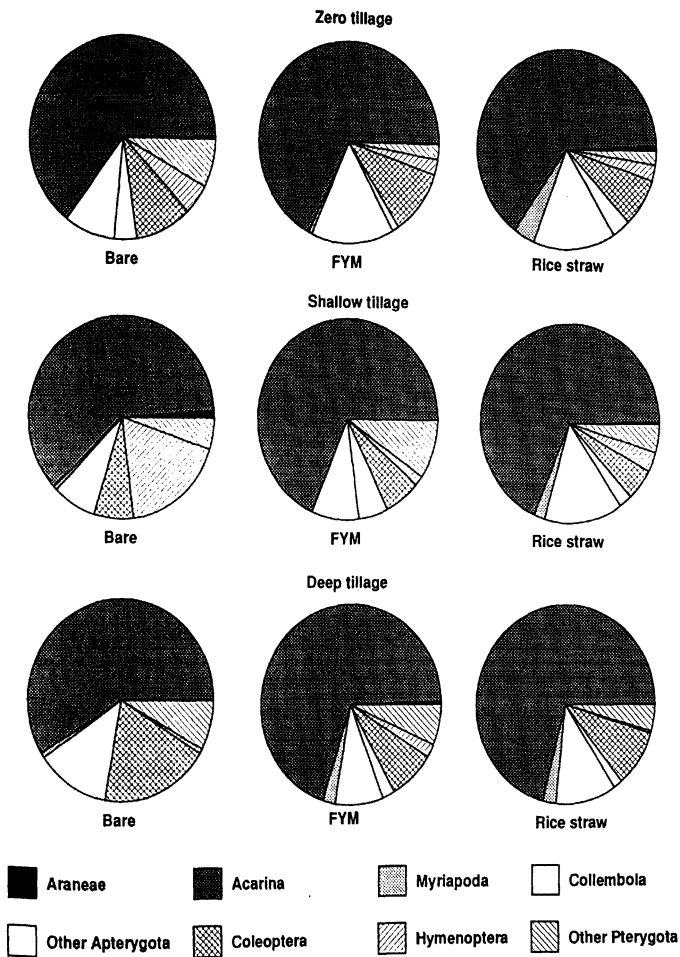 Zero tillage
Bare
FYM
Rice straw
Shallow tillage
Bare
FYM
Rice straw
Deep tillage
Bare
FYM
Rice straw
Araneae
Acarina
Myriapoda
Collembola
Other Apterygota
Coleoptera
Hymenoptera
Other Pterygota